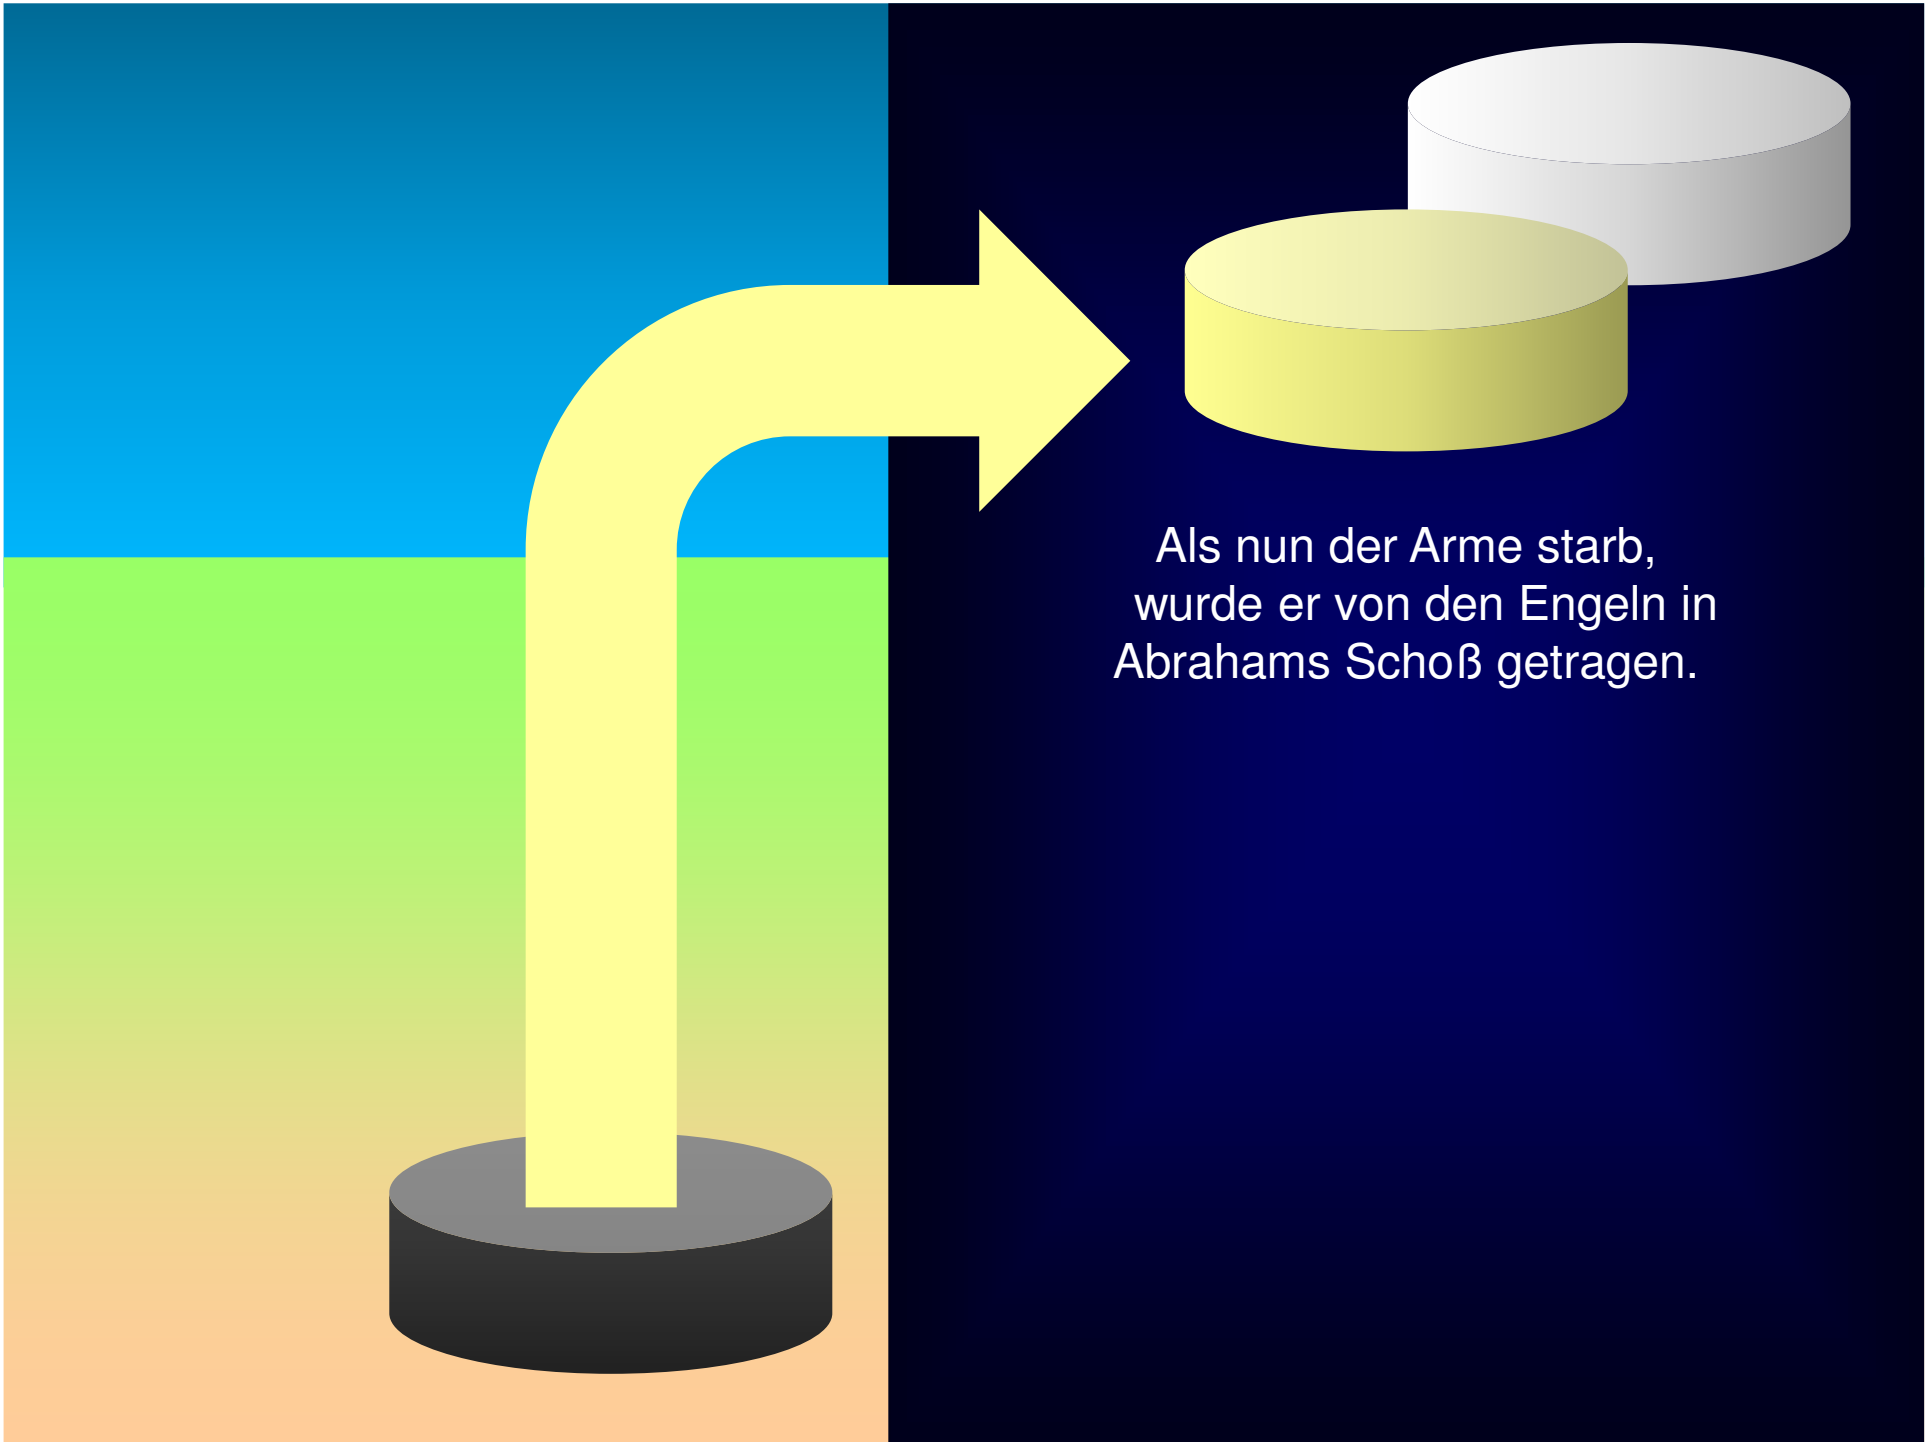 Als nun der Arme starb,
wurde er von den Engeln in
Abrahams Schoß getragen.